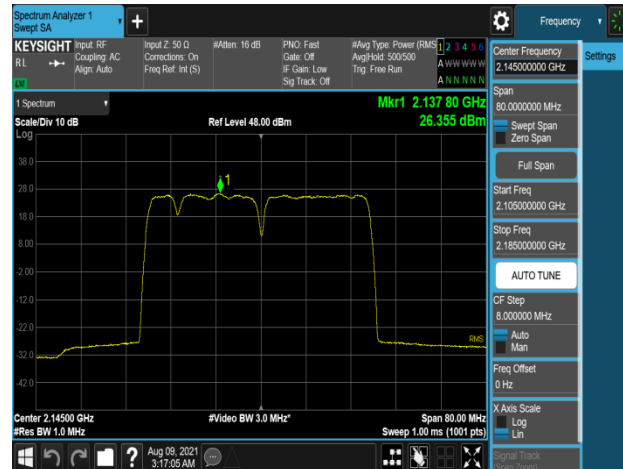 Spectrum Analyzer 1
Swept SA
Frequency
KEYSIGHT
RL
Input: RF
Coupling: AC
Align: Auto
Input Z: 50 Ω
Corrections: On
Freq Ref: Int (S)
#Atten: 16 dB
PNO: Fast
Gate: Off
IF Gain: Low
Sig Track: Off
#Avg Type: Power (RMS)
Avg|Hold: 500/500
Trig: Free Run
1 2 3 4 5 6
A W W W W W
A N N N N N
LXI
Center Frequency
2.145000000 GHz
Settings
Span
80.0000000 MHz
Swept Span
Zero Span
Full Span
Start Freq
2.105000000 GHz
Stop Freq
2.185000000 GHz
AUTO TUNE
CF Step
8.000000 MHz
Auto
Man
Freq Offset
0 Hz
X Axis Scale
Log
Lin
Signal Track
(Span Zoom)
1 Spectrum
Mkr1 2.137 80 GHz
Scale/Div 10 dB
Ref Level 48.00 dBm
26.355 dBm
Log
38.0
1
28.0
18.0
8.00
-2.00
-12.0
-22.0
RMS
-32.0
-42.0
Center 2.14500 GHz
#Video BW 3.0 MHz*
Span 80.00 MHz
#Res BW 1.0 MHz
Sweep 1.00 ms (1001 pts)
?
Aug 09, 2021
3:17:05 AM